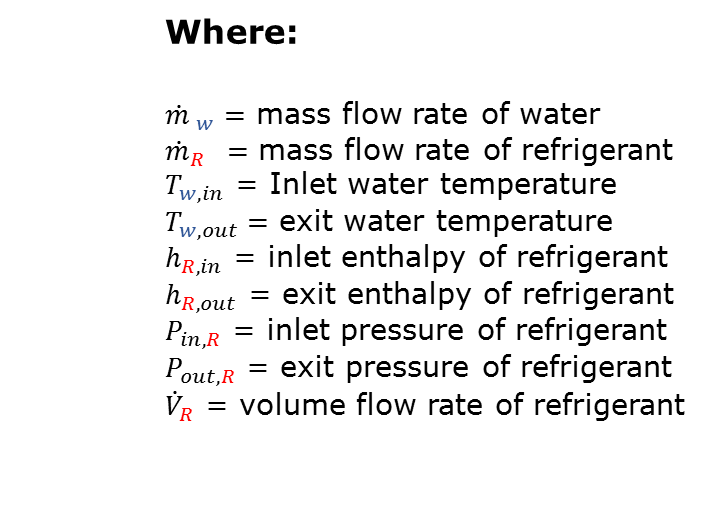 Where:
ṁ w = mass flow rate of water
ṁR = mass flow rate of refrigerant
Tw,in = Inlet water temperature
Tw,out = exit water temperature
hR,in = inlet enthalpy of refrigerant
hR,out = exit enthalpy of refrigerant
Pin,R = inlet pressure of refrigerant
Pout,R = exit pressure of refrigerant
V̇R = volume flow rate of refrigerant